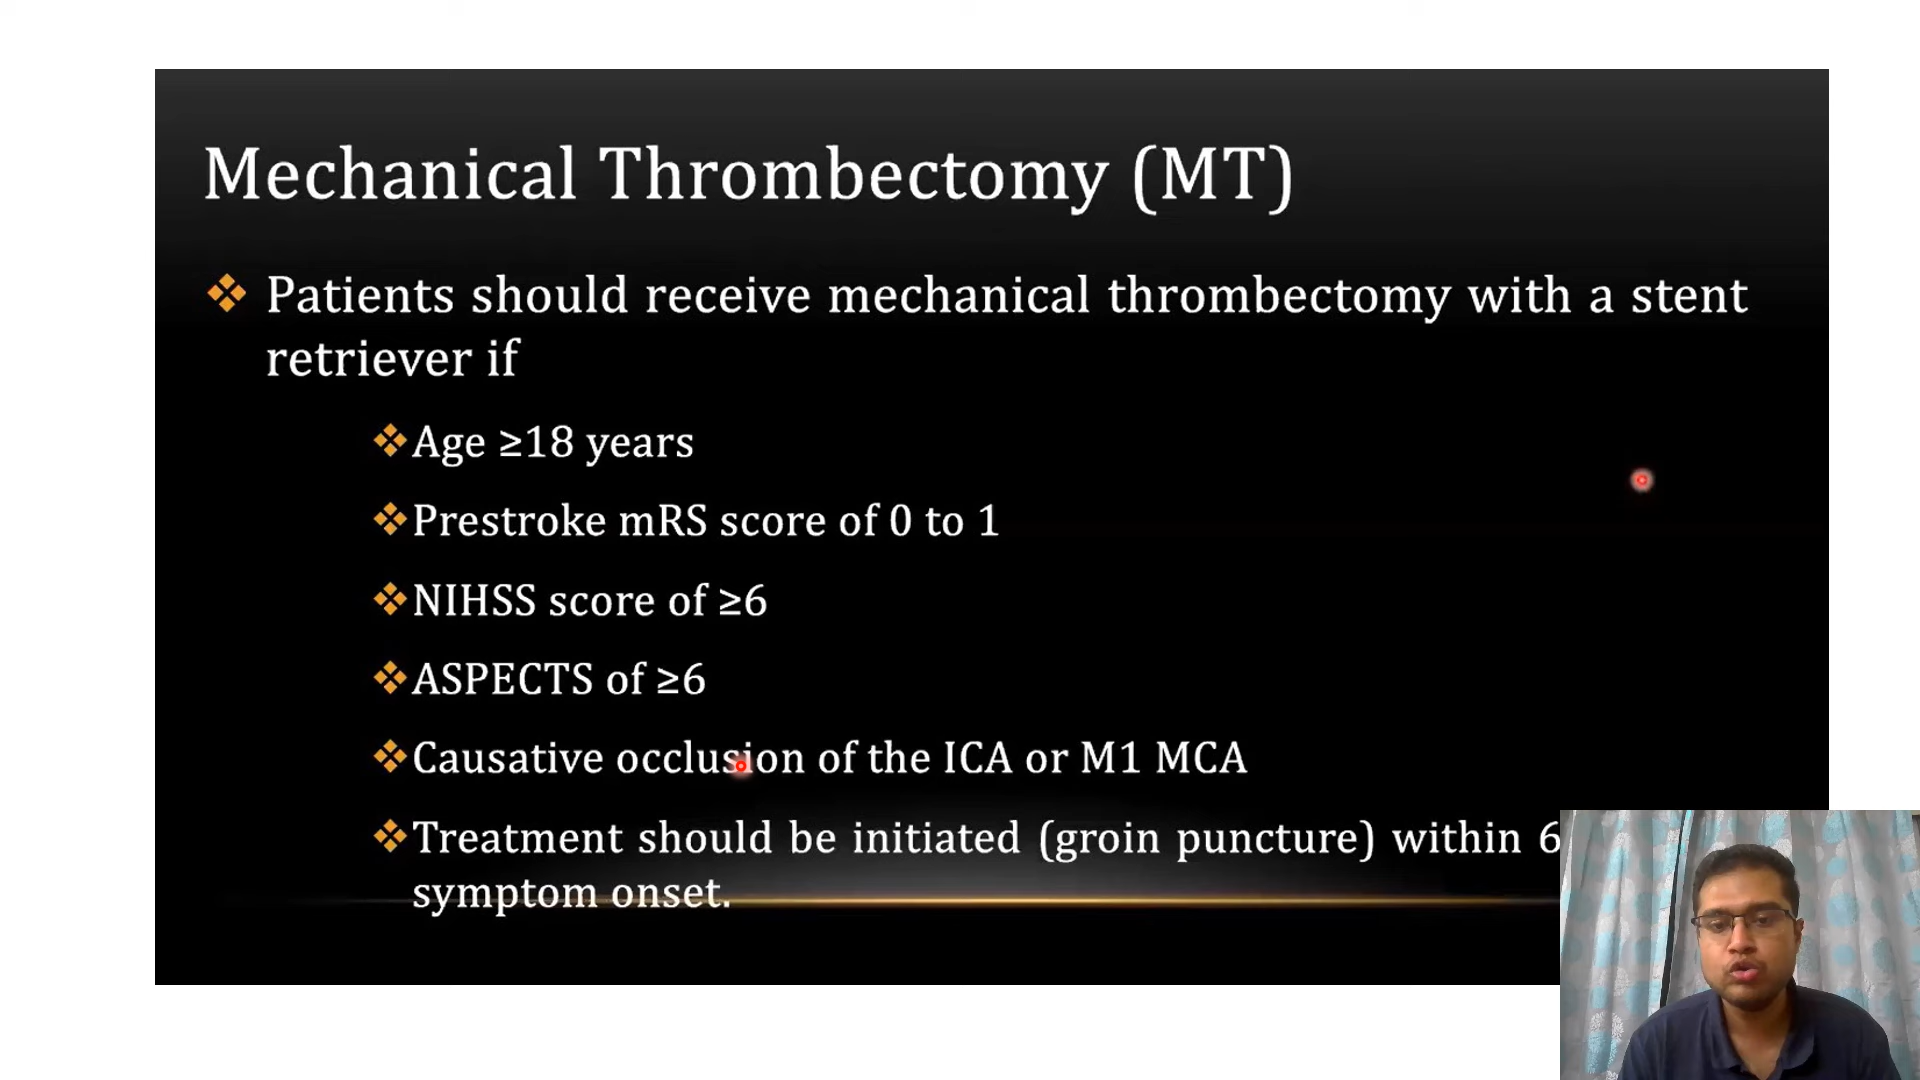 Mechanical Thrombectomy (MT)
❖ Patients should receive mechanical thrombectomy with a stent
retriever if
❖Age ≥18 years
❖Prestroke mRS score of 0 to 1
❖NIHSS score of ≥6
❖ASPECTS of ≥6
❖Causative occlusion of the ICA or M1 MCA
❖Treatment should be initiated (groin puncture) within 6
symptom onset.